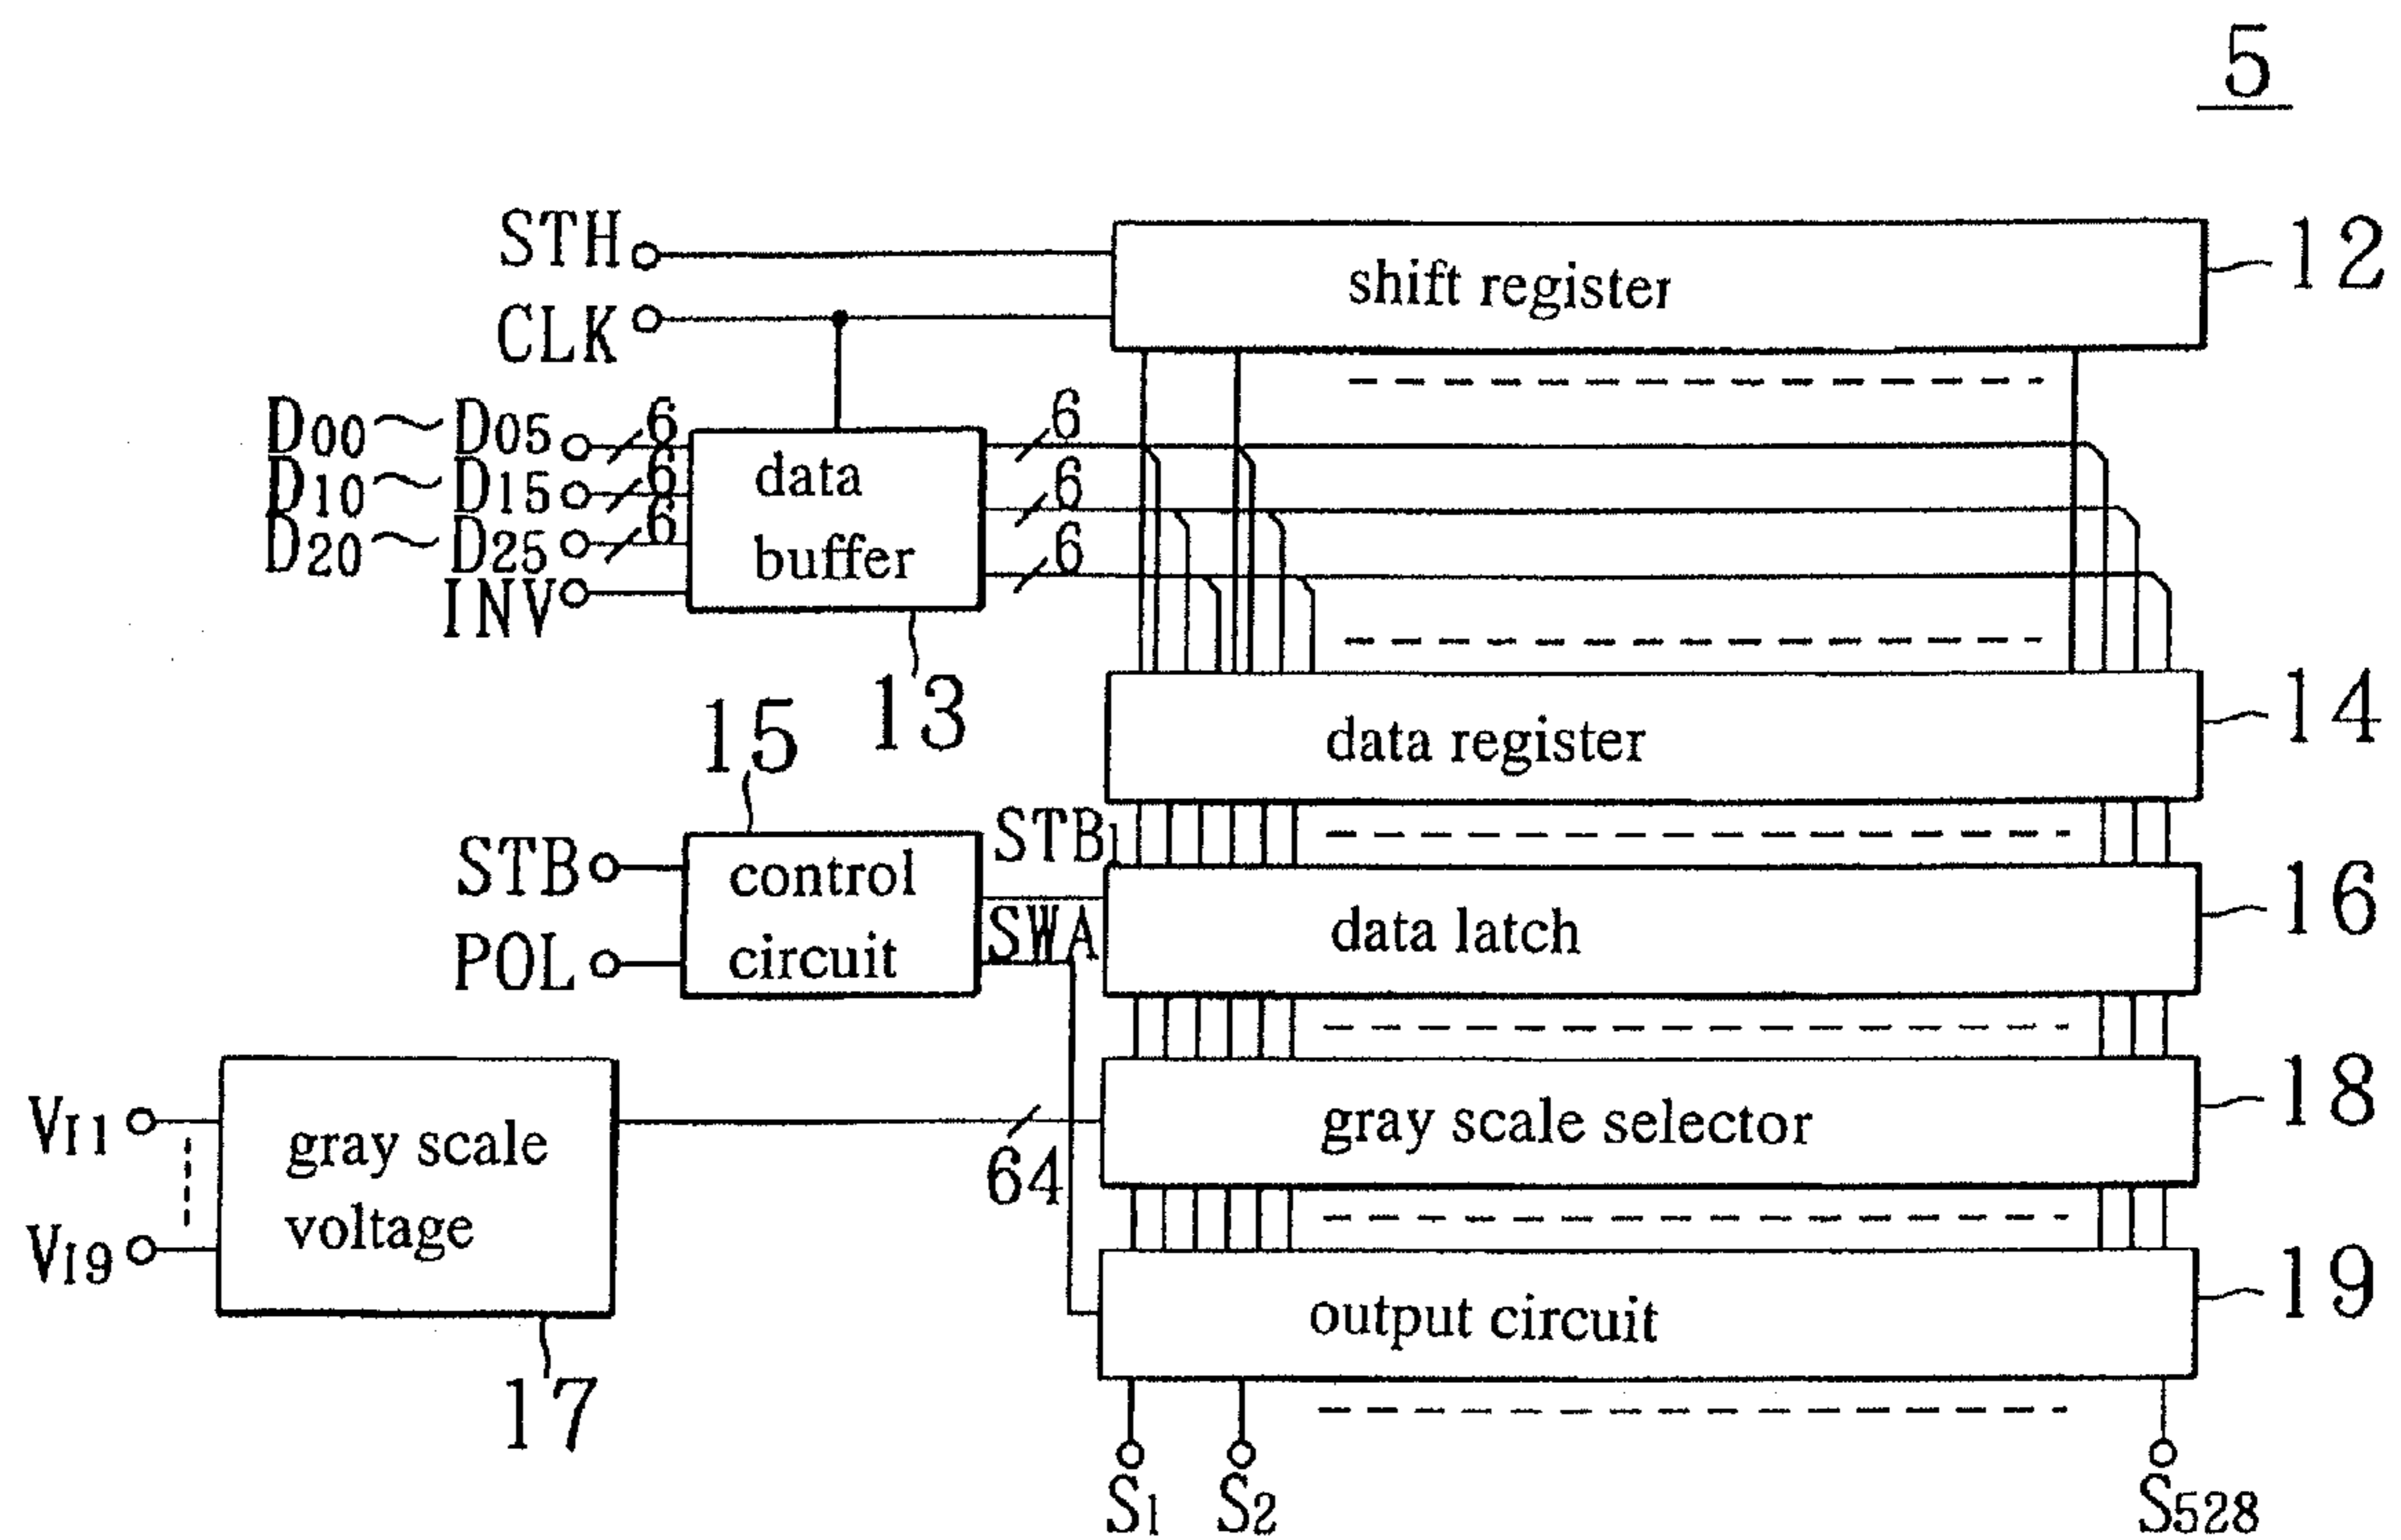 5
STH
shift register
12
CLK
D00～D05 6 6
D10～D15 6 6
D20～D25 6 6
INV
data
buffer
13
data register
14
15
STB
POL
control
circuit
STB1
SWA
data latch
16
VI1
VI9
gray scale
voltage
17
64
gray scale selector
18
output circuit
19
S1 S2 S528